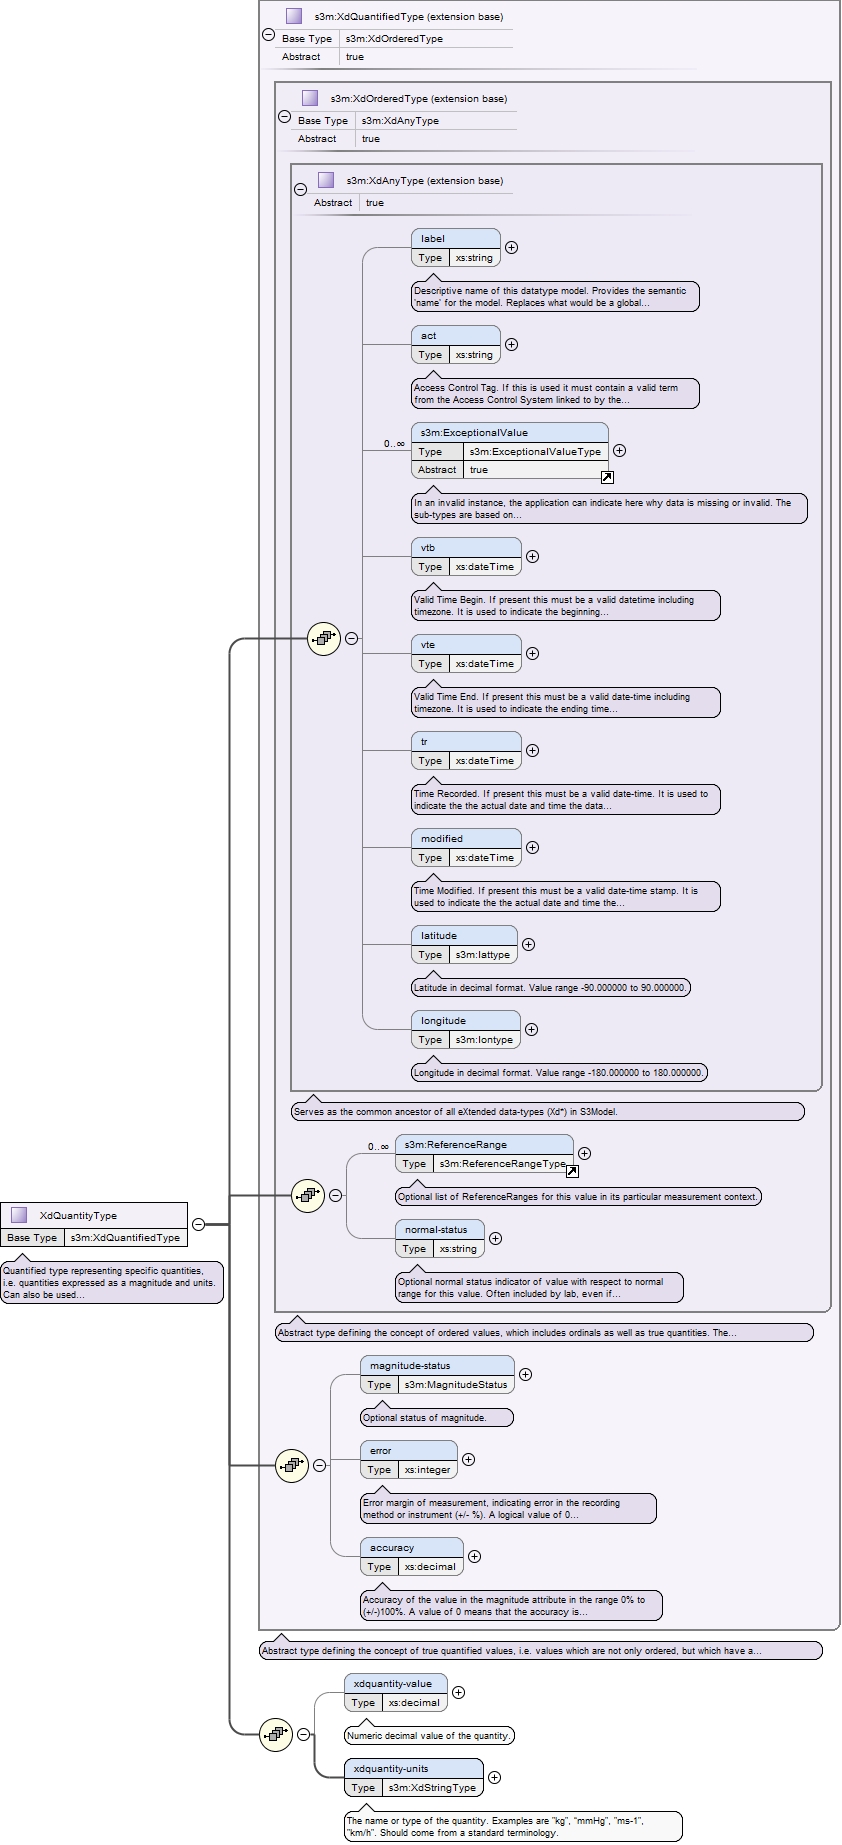 s3m:XdQuantifiedType (extension base)
Base Type s3m:XdOrderedType
Abstract true
s3m:XdOrderedType (extension base)
Base Type s3m:XdAnyType
Abstract true
s3m:XdAnyType (extension base)
Abstract true
label
Type xs:string
Descriptive name of this datatype model. Provides the semantic
'name' for the model. Replaces what would be a global...
act
Type xs:string
Access Control Tag. If this is used it must contain a valid term
from the Access Control System linked to by the...
0..∞
s3m:ExceptionalValue
Type s3m:ExceptionalValueType
Abstract true
In an invalid instance, the application can indicate here why data is missing or invalid. The
sub-types are based on...
vtb
Type xs:dateTime
Valid Time Begin. If present this must be a valid datetime including
timezone. It is used to indicate the beginning...
vte
Type xs:dateTime
Valid Time End. If present this must be a valid date-time including
timezone. It is used to indicate the ending time...
tr
Type xs:dateTime
Time Recorded. If present this must be a valid date-time. It is used to
indicate the the actual date and time the data...
modified
Type xs:dateTime
Time Modified. If present this must be a valid date-time stamp. It is
used to indicate the the actual date and time the...
latitude
Type s3m:lattype
Latitude in decimal format. Value range -90.000000 to 90.000000.
longitude
Type s3m:lontype
Longitude in decimal format. Value range -180.000000 to 180.000000.
Serves as the common ancestor of all eXtended data-types (Xd*) in S3Model.
0..∞
s3m:ReferenceRange
Type s3m:ReferenceRangeType
Optional list of ReferenceRanges for this value in its particular measurement context.
normal-status
Type xs:string
Optional normal status indicator of value with respect to normal
range for this value. Often included by lab, even if...
XdQuantityType
Base Type s3m:XdQuantifiedType
Quantified type representing specific quantities,
i.e. quantities expressed as a magnitude and units.
Can also be used...
Abstract type defining the concept of ordered values, which includes ordinals as well as true quantities. The...
magnitude-status
Type s3m:MagnitudeStatus
Optional status of magnitude.
error
Type xs:integer
Error margin of measurement, indicating error in the recording
method or instrument (+/- %). A logical value of 0...
accuracy
Type xs:decimal
Accuracy of the value in the magnitude attribute in the range 0% to
(+/-)100%. A value of 0 means that the accuracy is...
Abstract type defining the concept of true quantified values, i.e. values which are not only ordered, but which have a...
xdquantity-value
Type xs:decimal
Numeric decimal value of the quantity.
xdquantity-units
Type s3m:XdStringType
The name or type of the quantity. Examples are "kg", "mmHg", "ms-1",
"km/h". Should come from a standard terminology.